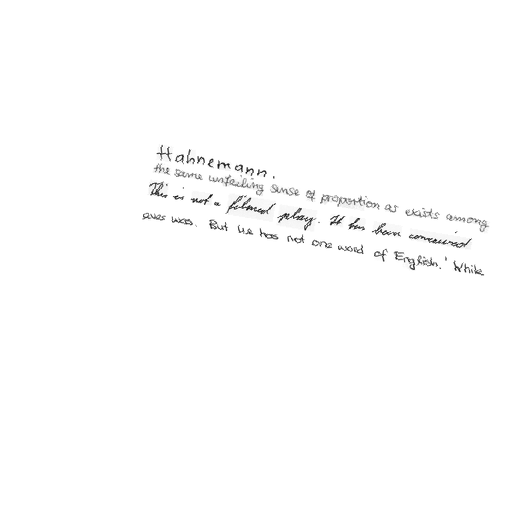 Hahnemann.
the same unfailing sense of proportion as exists among
This is not a filmed play. It has been conceived
ever was. But he has not one word of English.' While